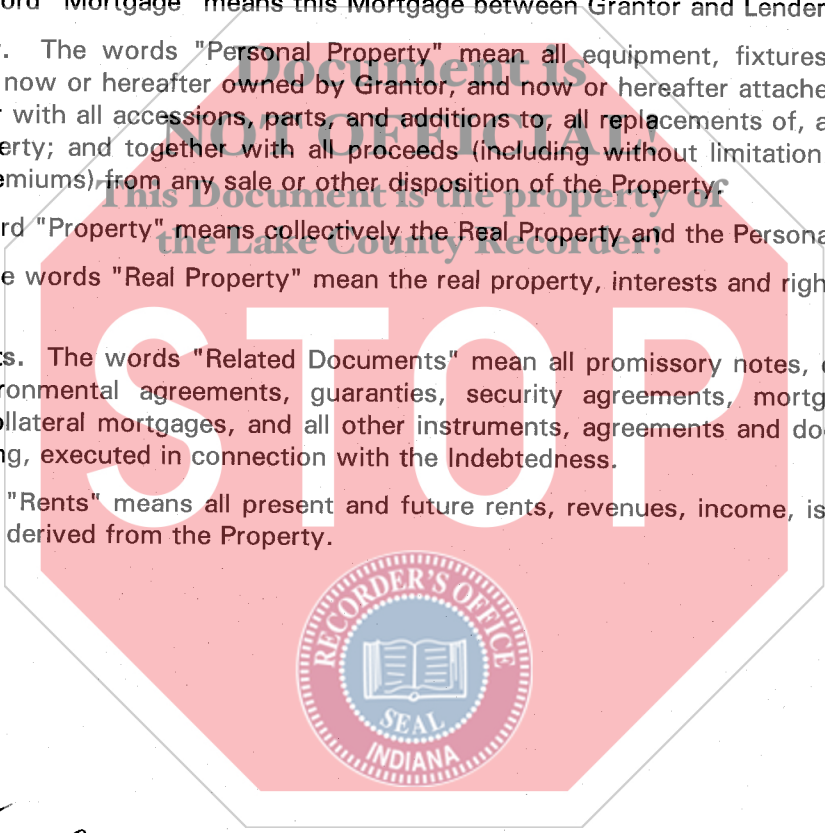 ord "Mortgage" means this Mortgage between Grantor and Lender
. The words "Personal Property" mean all equipment, fixtures
now or hereafter owned by Grantor, and now or hereafter attache
with all accessions, parts, and additions to, all replacements of, a
erty; and together with all proceeds (including without limitation
emiums) from any sale or other disposition of the Property.
rd "Property" means collectively the Real Property and the Persona
e words "Real Property" mean the real property, interests and righ
s. The words "Related Documents" mean all promissory notes,
ronmental agreements, guaranties, security agreements, mortg
ollateral mortgages, and all other instruments, agreements and do
ng, executed in connection with the Indebtedness.
"Rents" means all present and future rents, revenues, income, is
derived from the Property.
Document is
NOT OFFICIAL!
This Document is the property of
the Lake County Recorder!
STOP
RECORDER'S OFFICE
SEAL
INDIANA